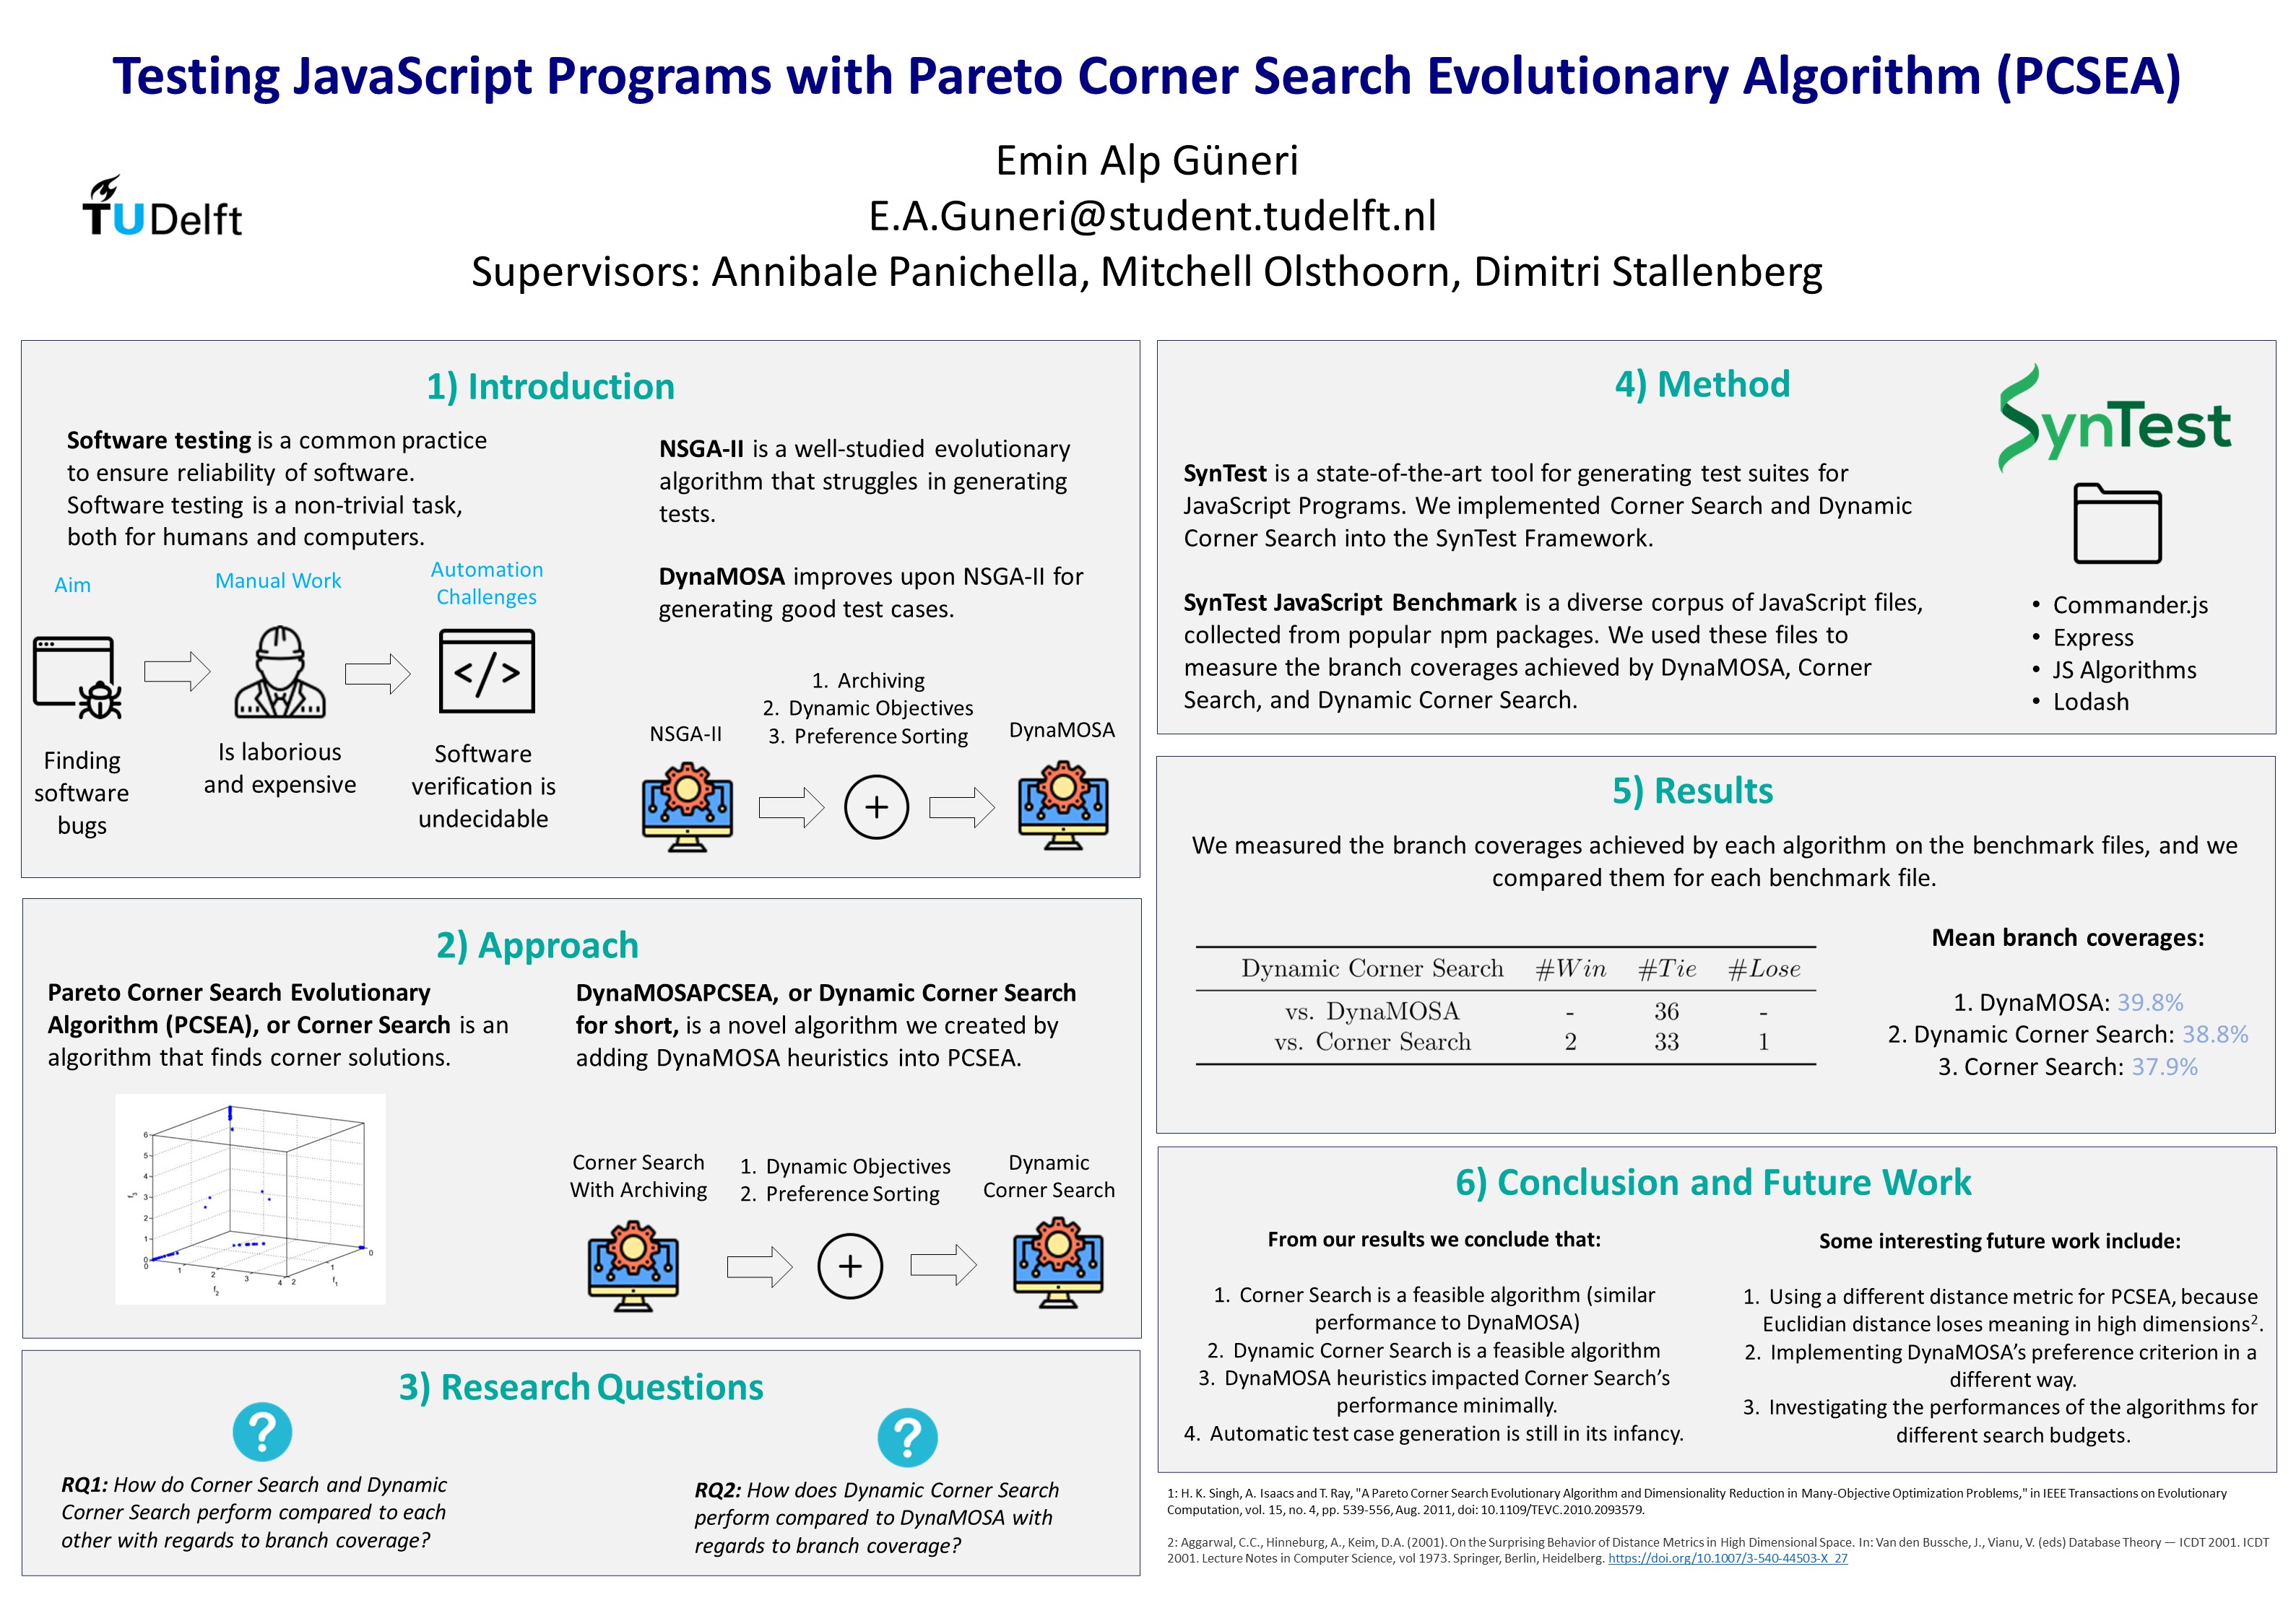 Testing JavaScript Programs with Pareto Corner Search Evolutionary Algorithm (PCSEA)
Emin Alp Güneri
E.A.Guneri@student.tudelft.nl
Supervisors: Annibale Panichella, Mitchell Olsthoorn, Dimitri Stallenberg
TUDelft
1) Introduction
Software testing is a common practice
to ensure reliability of software.
Software testing is a non-trivial task,
both for humans and computers.
Aim
Manual Work
Automation
Challenges
</>
Finding
software
bugs
Is laborious
and expensive
Software
verification is
undecidable
NSGA-II is a well-studied evolutionary
algorithm that struggles in generating
tests.
DynaMOSA improves upon NSGA-II for
generating good test cases.
NSGA-II
1. Archiving
2. Dynamic Objectives
3. Preference Sorting
DynaMOSA
+
2) Approach
Pareto Corner Search Evolutionary
Algorithm (PCSEA), or Corner Search is an
algorithm that finds corner solutions.
6
5
4
3
2
1
0
f3
0
1
2
3
4
f2
2
1
0
f1
DynaMOSAPCSEA, or Dynamic Corner Search
for short, is a novel algorithm we created by
adding DynaMOSA heuristics into PCSEA.
Corner Search
With Archiving
1. Dynamic Objectives
2. Preference Sorting
Dynamic
Corner Search
+
3) Research Questions
?
RQ1: How do Corner Search and Dynamic
Corner Search perform compared to each
other with regards to branch coverage?
?
RQ2: How does Dynamic Corner Search
perform compared to DynaMOSA with
regards to branch coverage?
4) Method
SynTest
SynTest is a state-of-the-art tool for generating test suites for
JavaScript Programs. We implemented Corner Search and Dynamic
Corner Search into the SynTest Framework.
SynTest JavaScript Benchmark is a diverse corpus of JavaScript files,
collected from popular npm packages. We used these files to
measure the branch coverages achieved by DynaMOSA, Corner
Search, and Dynamic Corner Search.
• Commander.js
• Express
• JS Algorithms
• Lodash
5) Results
We measured the branch coverages achieved by each algorithm on the benchmark files, and we
compared them for each benchmark file.
Dynamic Corner Search #Win #Tie #Lose
vs. DynaMOSA - 36 -
vs. Corner Search 2 33 1
Mean branch coverages:
1. DynaMOSA: 39.8%
2. Dynamic Corner Search: 38.8%
3. Corner Search: 37.9%
6) Conclusion and Future Work
From our results we conclude that:
1. Corner Search is a feasible algorithm (similar
performance to DynaMOSA)
2. Dynamic Corner Search is a feasible algorithm
3. DynaMOSA heuristics impacted Corner Search's
performance minimally.
4. Automatic test case generation is still in its infancy.
Some interesting future work include:
1. Using a different distance metric for PCSEA, because
Euclidian distance loses meaning in high dimensions².
2. Implementing DynaMOSA's preference criterion in a
different way.
3. Investigating the performances of the algorithms for
different search budgets.
1: H. K. Singh, A. Isaacs and T. Ray, "A Pareto Corner Search Evolutionary Algorithm and Dimensionality Reduction in Many-Objective Optimization Problems," in IEEE Transactions on Evolutionary
Computation, vol. 15, no. 4, pp. 539-556, Aug. 2011, doi: 10.1109/TEVC.2010.2093579.
2: Aggarwal, C.C., Hinneburg, A., Keim, D.A. (2001). On the Surprising Behavior of Distance Metrics in High Dimensional Space. In: Van den Bussche, J., Vianu, V. (eds) Database Theory — ICDT 2001. ICDT
2001. Lecture Notes in Computer Science, vol 1973. Springer, Berlin, Heidelberg. https://doi.org/10.1007/3-540-44503-X_27